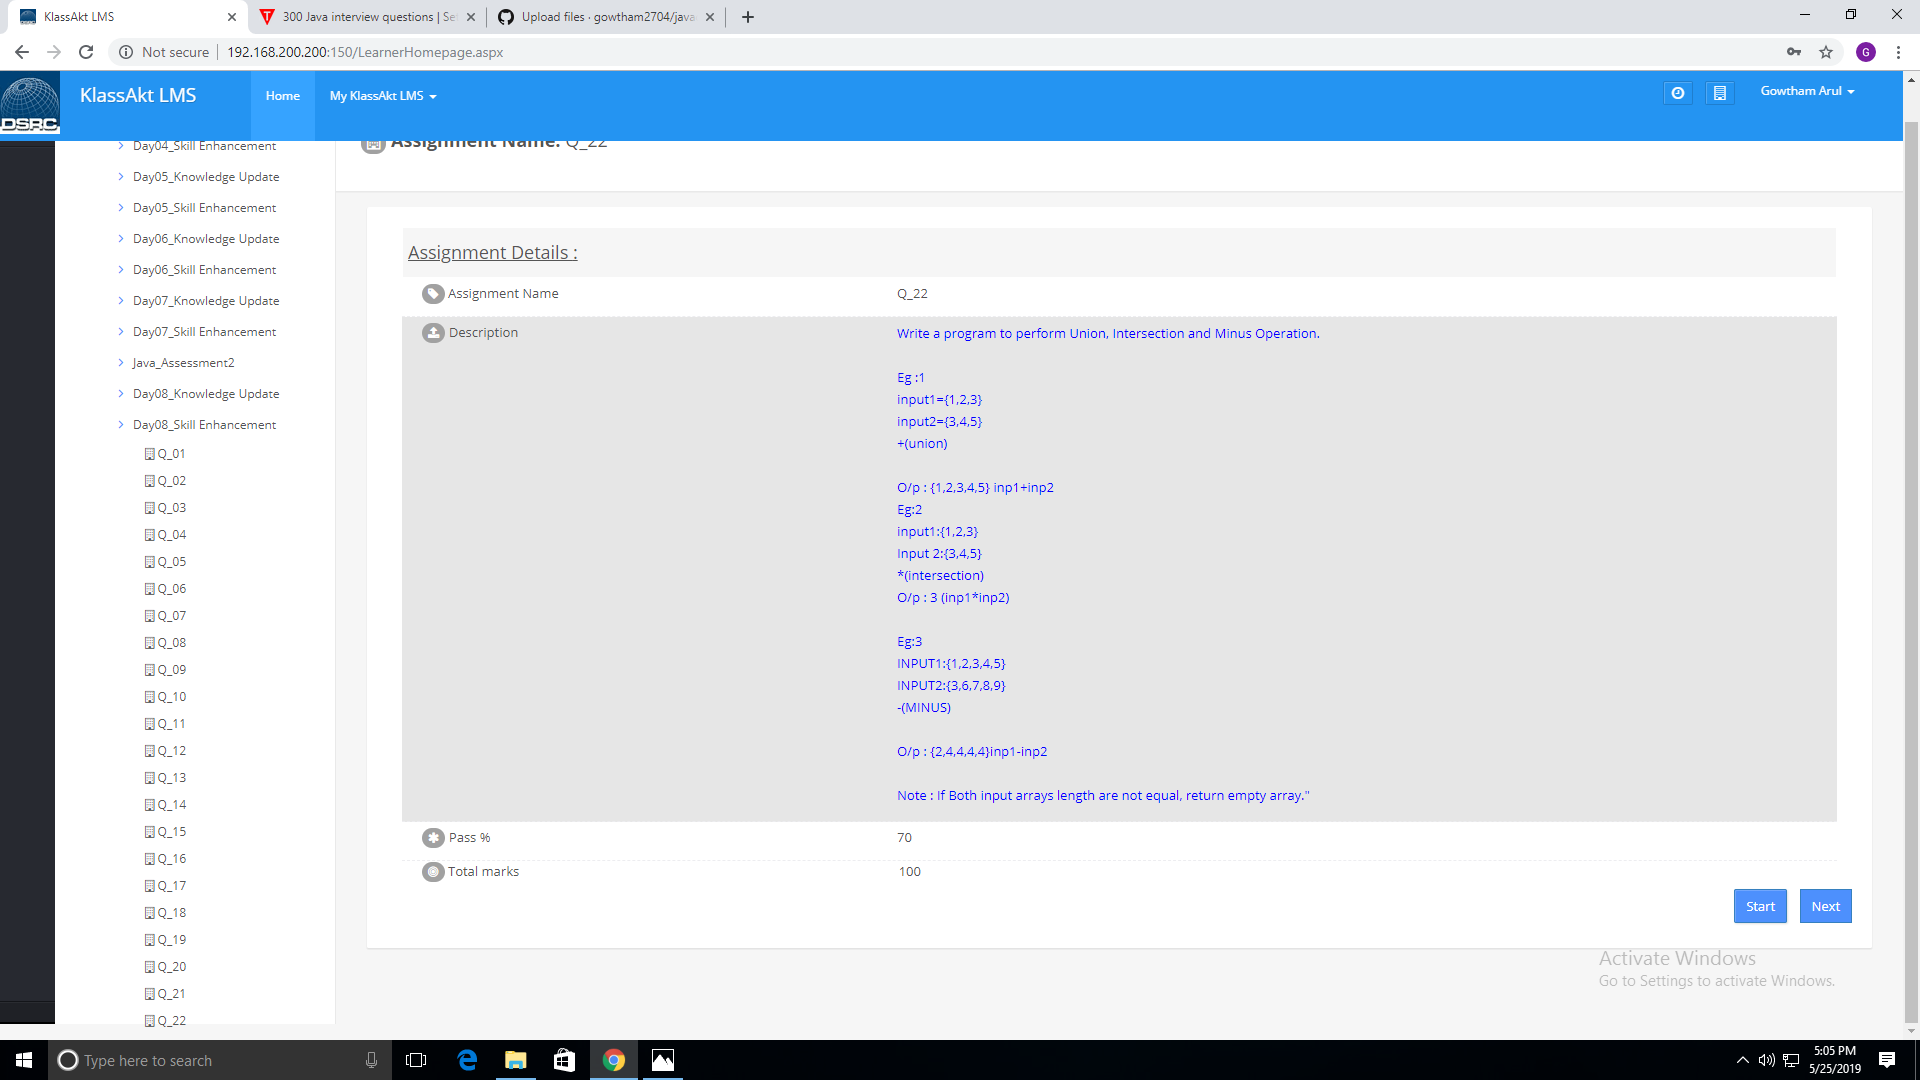 KlassAkt LMS
300 Java interview questions | Se
Upload files · gowtham2704/java
Not secure
192.168.200.200:150/LearnerHomepage.aspx
G
DSRC
KlassAkt LMS
Home
My KlassAkt LMS
Gowtham Arul
Day04_Skill Enhancement
Day05_Knowledge Update
Day05_Skill Enhancement
Day06_Knowledge Update
Day06_Skill Enhancement
Day07_Knowledge Update
Day07_Skill Enhancement
Java_Assessment2
Day08_Knowledge Update
Day08_Skill Enhancement
Q_01
Q_02
Q_03
Q_04
Q_05
Q_06
Q_07
Q_08
Q_09
Q_10
Q_11
Q_12
Q_13
Q_14
Q_15
Q_16
Q_17
Q_18
Q_19
Q_20
Q_21
Q_22
Assignment Name: Q_22
Assignment Details :
Assignment Name
Q_22
Description
Write a program to perform Union, Intersection and Minus Operation.
Eg :1
input1={1,2,3}
input2={3,4,5}
+(union)
O/p : {1,2,3,4,5} inp1+inp2
Eg:2
input1:{1,2,3}
Input 2:{3,4,5}
*(intersection)
O/p : 3 (inp1*inp2)
Eg:3
INPUT1:{1,2,3,4,5}
INPUT2:{3,6,7,8,9}
-(MINUS)
O/p : {2,4,4,4,4}inp1-inp2
Note : If Both input arrays length are not equal, return empty array."
Pass %
70
Total marks
100
Start
Next
Activate Windows
Go to Settings to activate Windows.
Type here to search
5:05 PM
5/25/2019